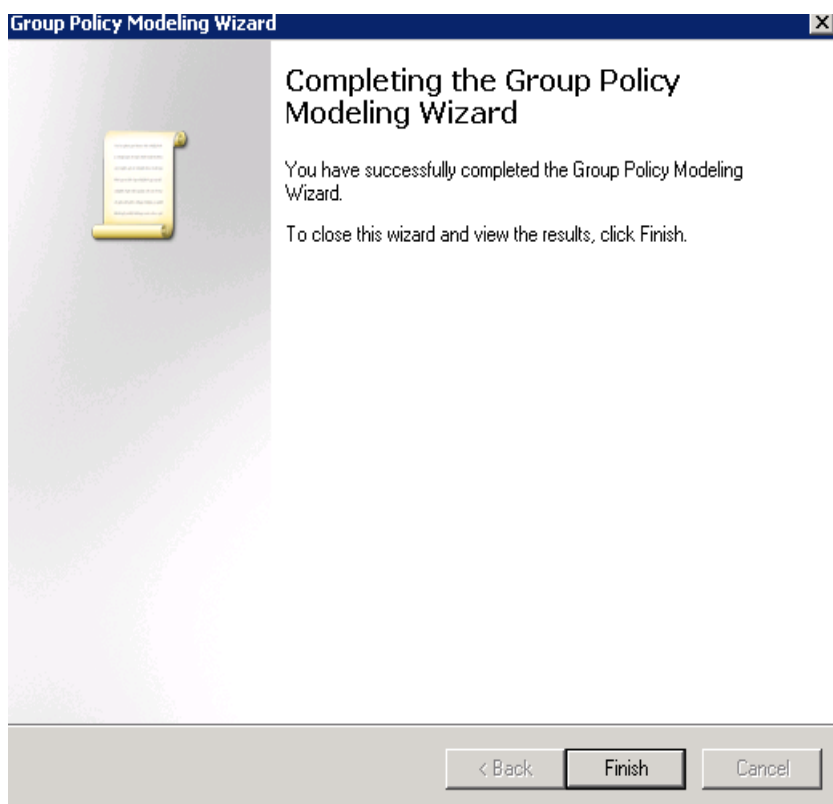 Group Policy Modeling Wizard
Completing the Group Policy
Modeling Wizard
You have successfully completed the Group Policy Modeling
Wizard.
To close this wizard and view the results, click Finish.
< Back
Finish
Cancel